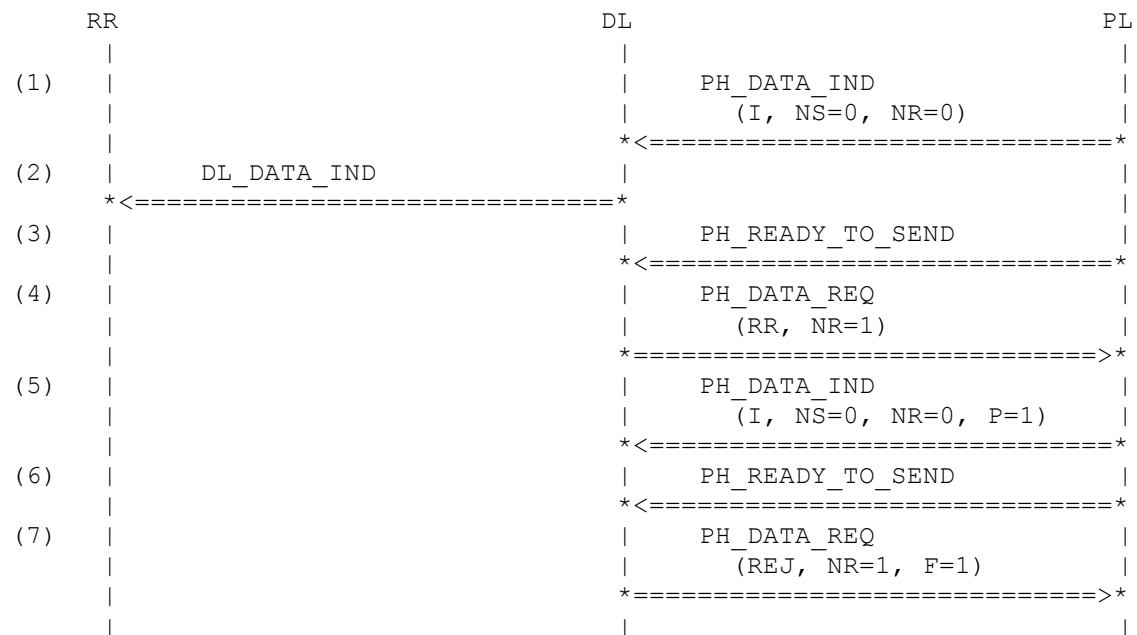 RR DL PL
(1) PH_DATA_IND
(I, NS=0, NR=0)
(2) DL_DATA_IND
(3) PH_READY_TO_SEND
(4) PH_DATA_REQ
(RR, NR=1)
(5) PH_DATA_IND
(I, NS=0, NR=0, P=1)
(6) PH_READY_TO_SEND
(7) PH_DATA_REQ
(REJ, NR=1, F=1)